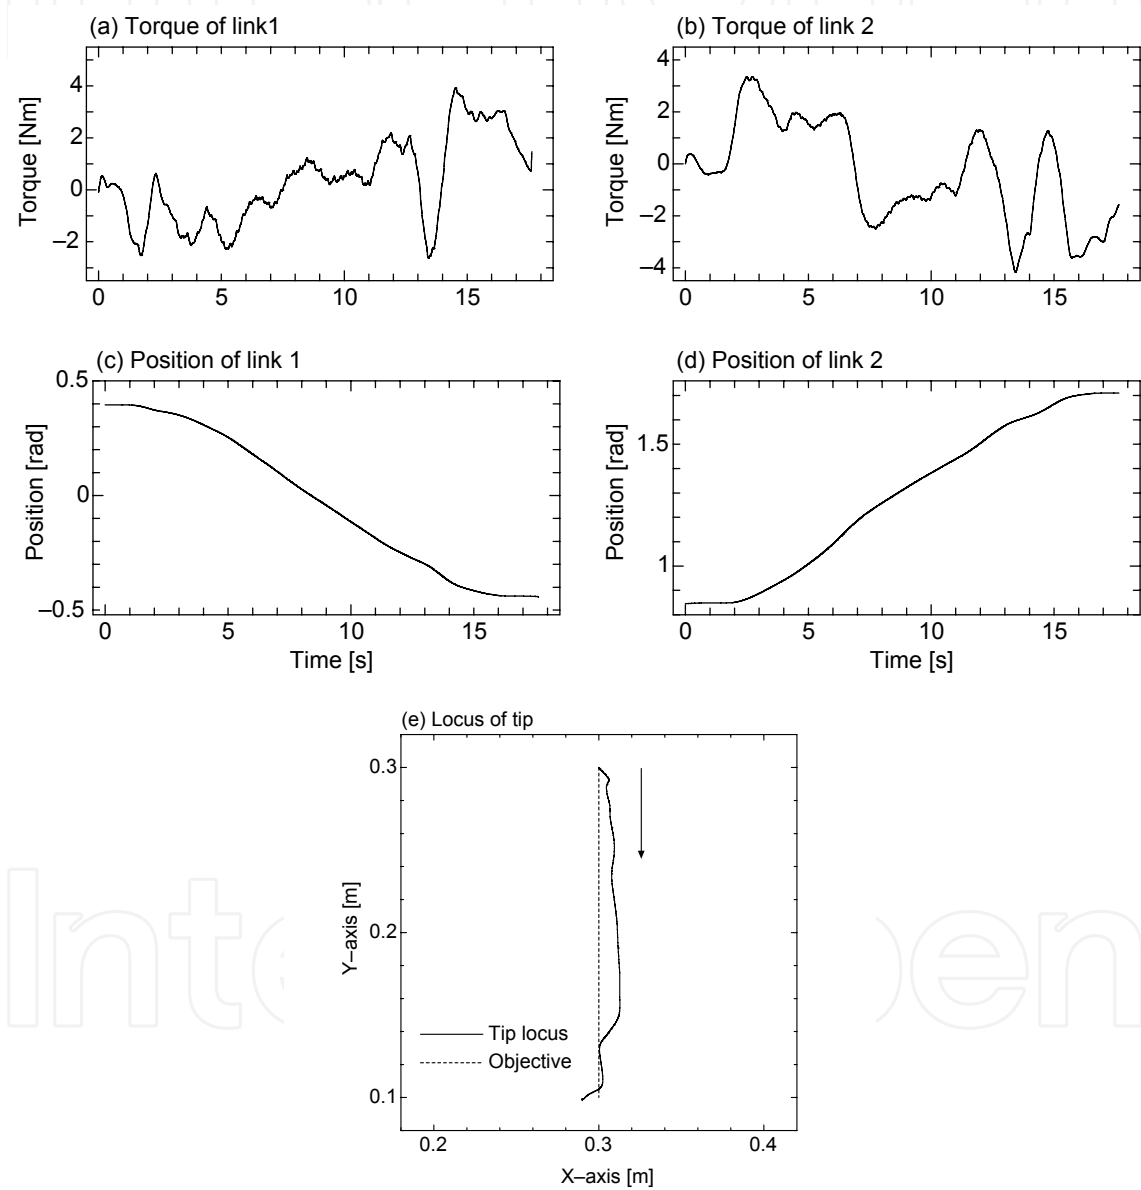 (a) Torque of link1
(b) Torque of link 2
Torque [Nm]
4
2
0
–2
0 5 10 15
Torque [Nm]
4
2
0
–2
–4
0 5 10 15
(c) Position of link 1
(d) Position of link 2
Position [rad]
0.5
0
–0.5
0 5 10 15
Time [s]
Position [rad]
1.5
1
0 5 10 15
Time [s]
(e) Locus of tip
Y–axis [m]
0.3
0.2
0.1
Tip locus
Objective
0.2 0.3 0.4
X–axis [m]